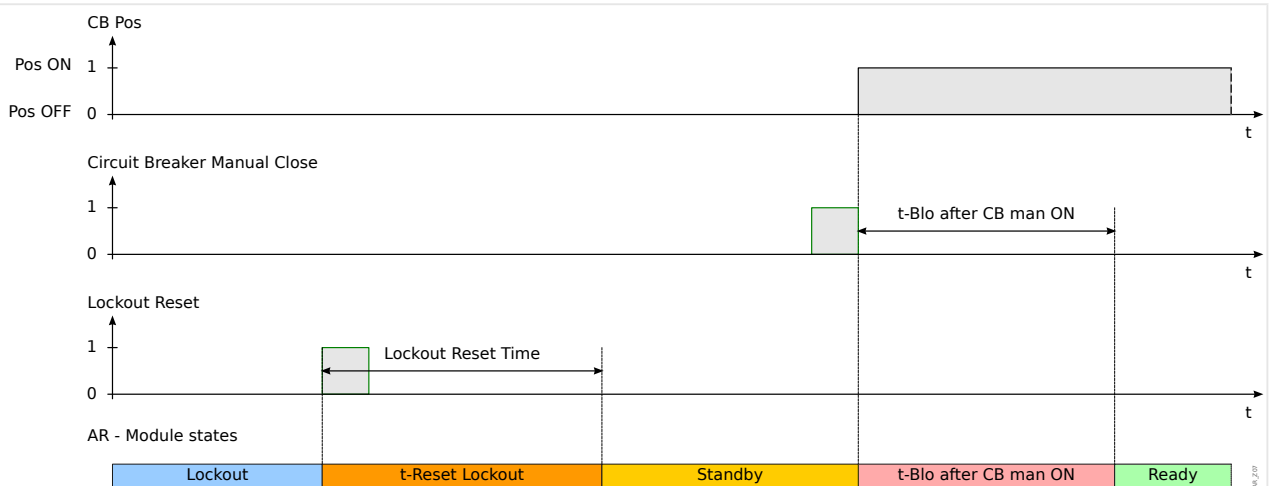 CB Pos
Pos ON 1
Pos OFF 0
t
Circuit Breaker Manual Close
1
t-Blo after CB man ON
0
t
Lockout Reset
1
Lockout Reset Time
0
t
AR - Module states
Lockout t-Reset Lockout Standby t-Blo after CB man ON Ready